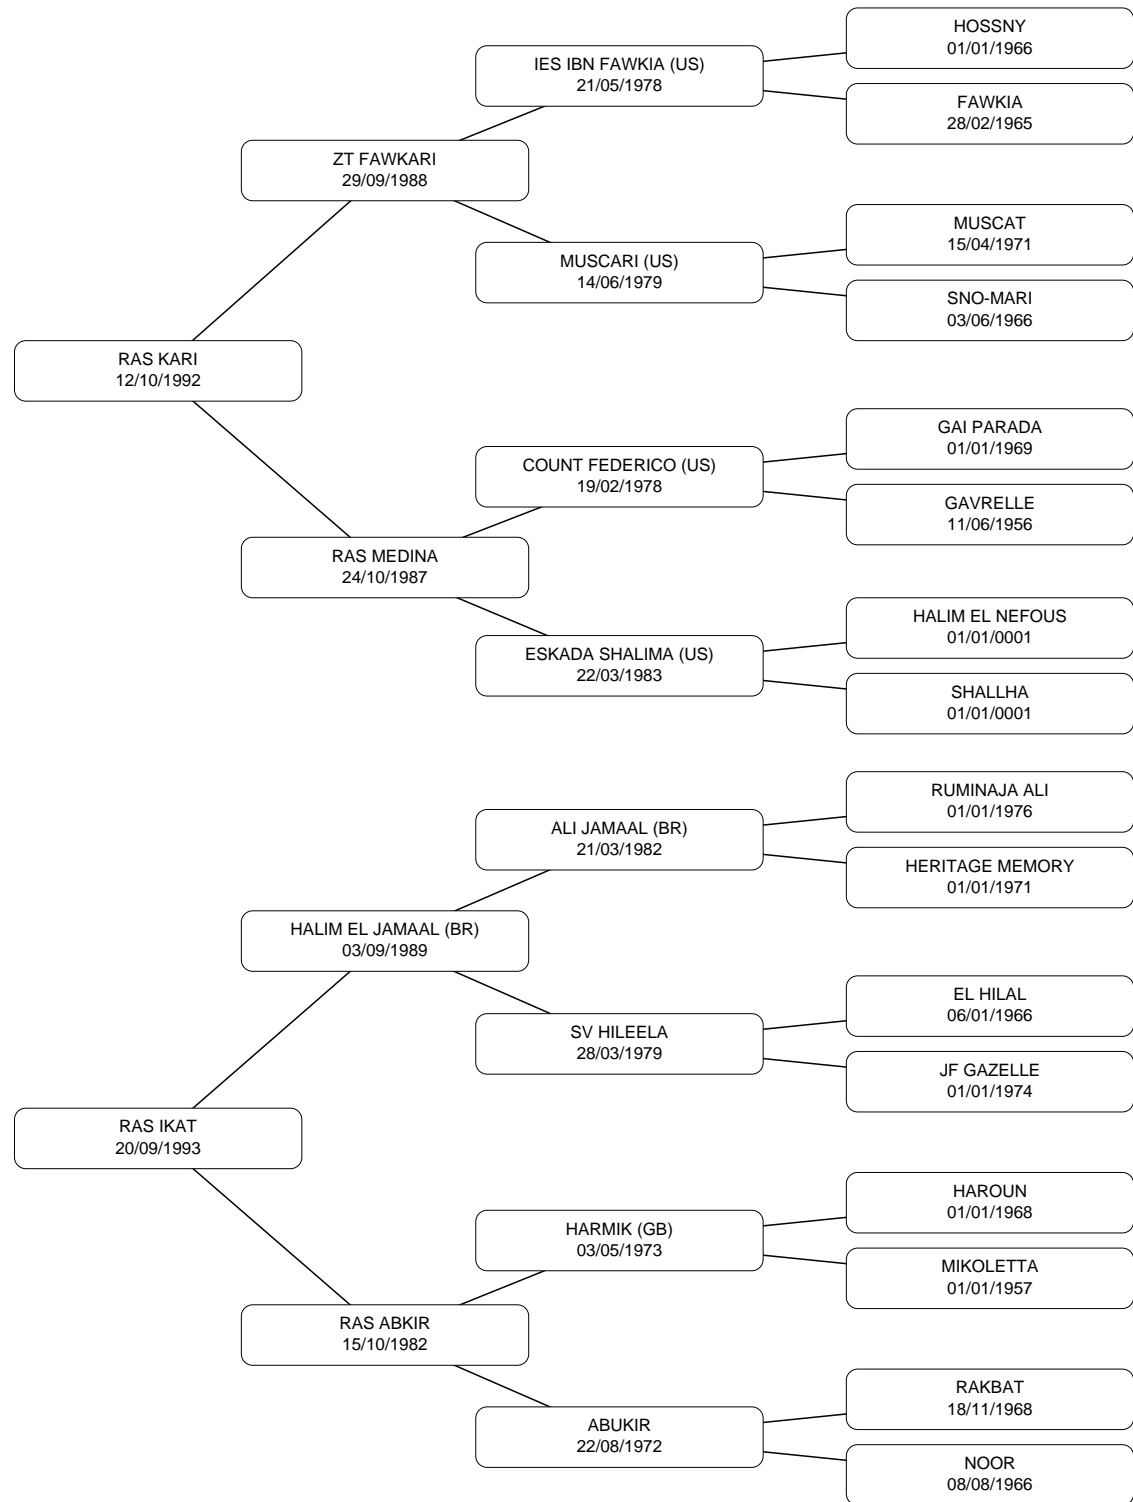 HOSSNY
01/01/1966
IES IBN FAWKIA (US)
21/05/1978
FAWKIA
28/02/1965
ZT FAWKARI
29/09/1988
MUSCAT
15/04/1971
MUSCARI (US)
14/06/1979
SNO-MARI
03/06/1966
RAS KARI
12/10/1992
GAI PARADA
01/01/1969
COUNT FEDERICO (US)
19/02/1978
GAVRELLE
11/06/1956
RAS MEDINA
24/10/1987
HALIM EL NEFOUS
01/01/0001
ESKADA SHALIMA (US)
22/03/1983
SHALLHA
01/01/0001
RUMINAJA ALI
01/01/1976
ALI JAMAAL (BR)
21/03/1982
HERITAGE MEMORY
01/01/1971
HALIM EL JAMAAL (BR)
03/09/1989
EL HILAL
06/01/1966
SV HILEELA
28/03/1979
JF GAZELLE
01/01/1974
RAS IKAT
20/09/1993
HAROUN
01/01/1968
HARMIK (GB)
03/05/1973
MIKOLETTA
01/01/1957
RAS ABKIR
15/10/1982
RAKBAT
18/11/1968
ABUKIR
22/08/1972
NOOR
08/08/1966